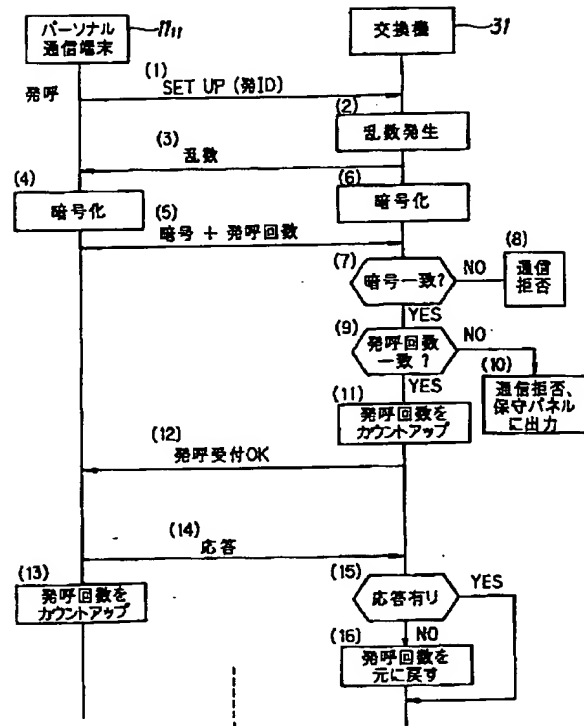 パーソナル
通信端末
17₁₁
交換機
31
発呼
(1)
SET UP (発ID)
(2)
乱数発生
(3)
乱数
(4)
暗号化
(5)
暗号 + 発呼回数
(6)
暗号化
(7)
暗号一致?
NO
(8)
通信
拒否
YES
(9)
発呼回数
一致?
NO
(10)
通信拒否、
保守パネル
に出力
YES
(11)
発呼回数を
カウントアップ
(12)
発呼受付OK
(14)
応答
(13)
発呼回数を
カウントアップ
(15)
応答有リ
YES
NO
(16)
発呼回数を
元に戻す